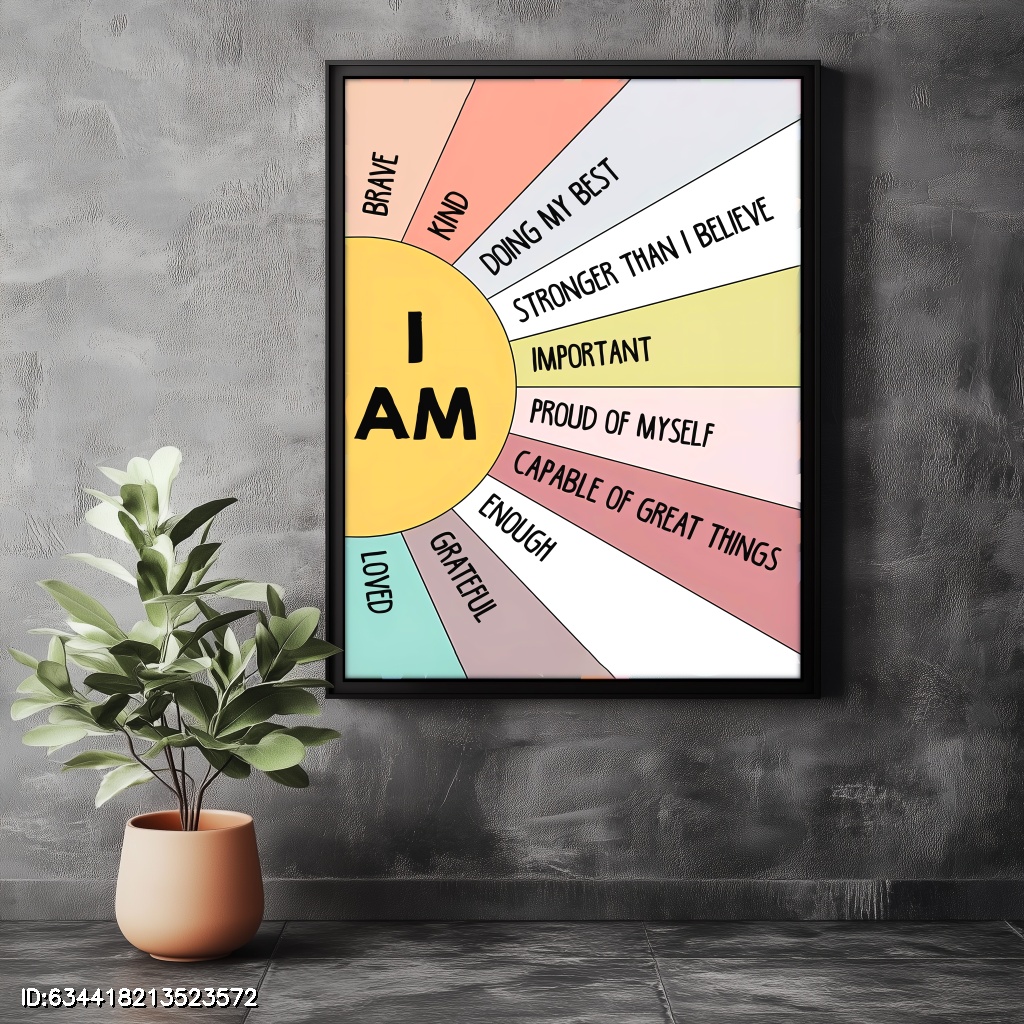 BRAVE
KIND
DOING MY BEST
STRONGER THAN I BELIEVE
I
AM
IMPORTANT
PROUD OF MYSELF
CAPABLE OF GREAT THINGS
ENOUGH
GRATEFUL
LOVED
ID:634418213523572